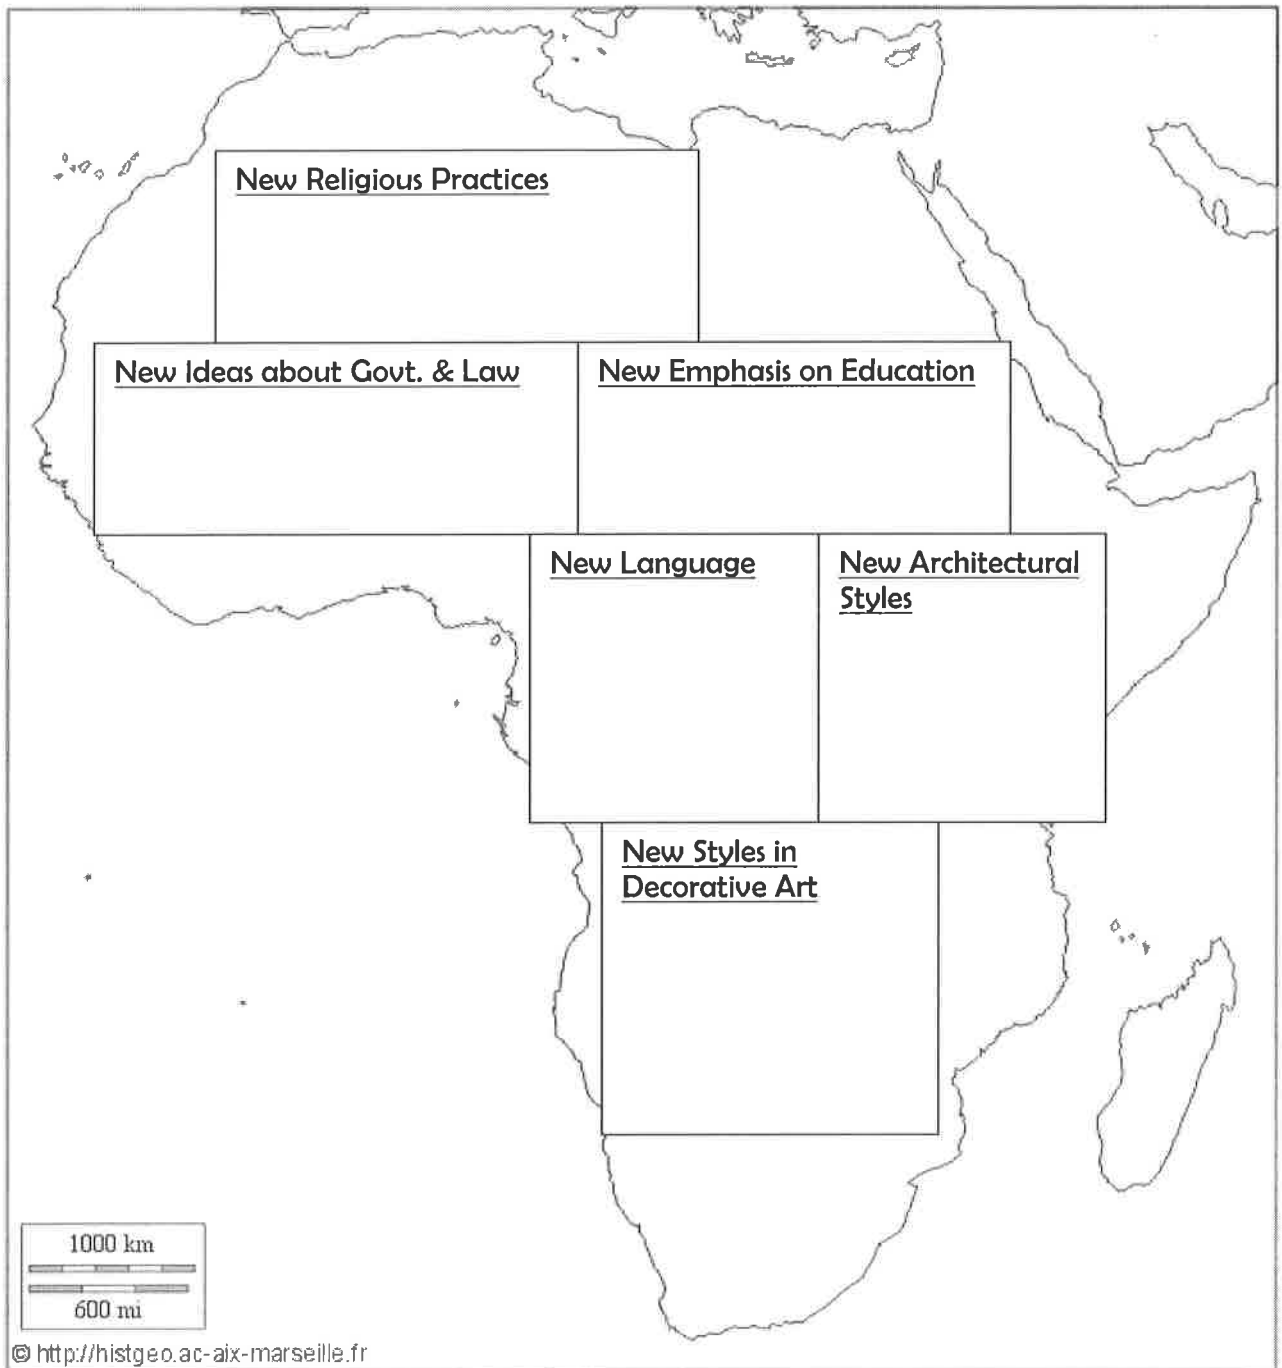 New Religious Practices
New Ideas about Govt. & Law
New Emphasis on Education
New Language
New Architectural
Styles
New Styles in
Decorative Art
1000 km
600 mi
© http://histgeo.ac-aix-marseille.fr